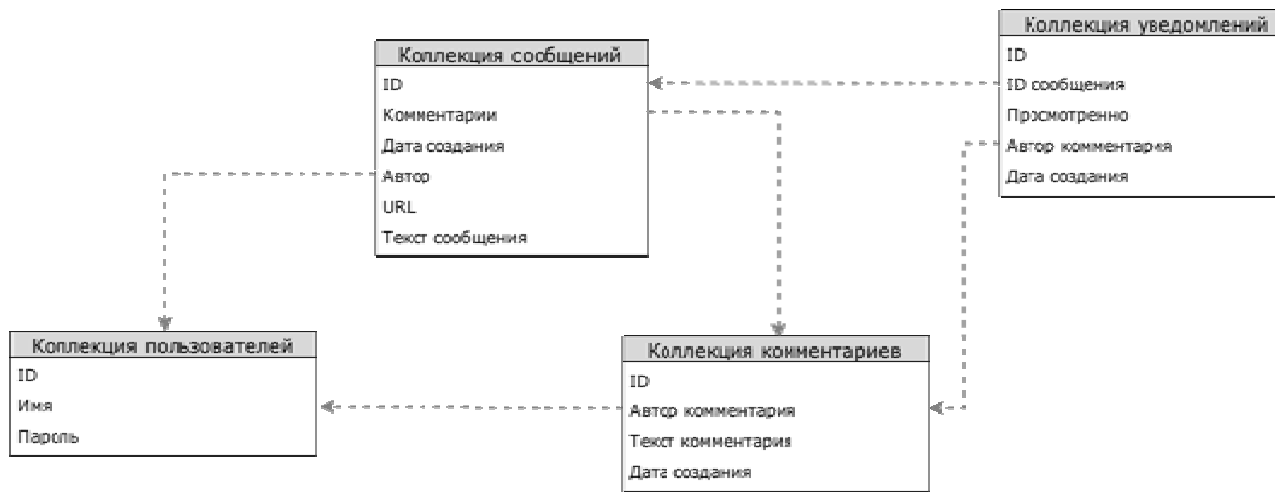 Коллекция сообщений
ID
Комментарии
Дата создания
Автор
URL
Текст сообщения
Коллекция уведомлений
ID
ID сообщения
Просмотренно
Автор комментария
Дата создания
Коллекция пользователей
ID
Имя
Пароль
Коллекция комментариев
ID
Автор комментария
Текст комментария
Дата создания